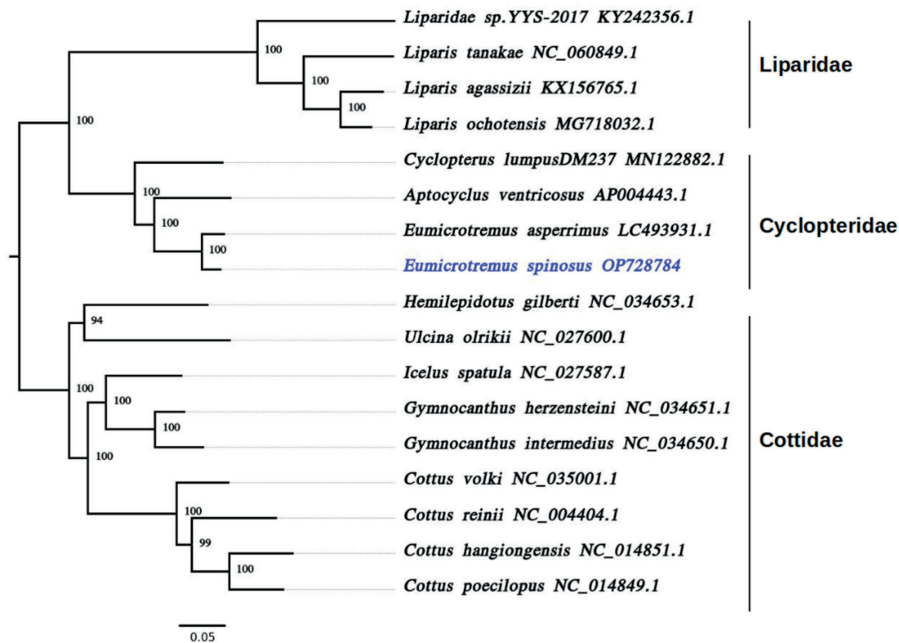 Liparidae sp.YYS-2017 KY242356.1
100
Liparis tanakae NC_060849.1
Liparidae
100
Liparis agassizii KX156765.1
100
Liparis ochotensis MG718032.1
100
Cyclopterus lumpusDM237 MN122882.1
100
Aptocyclus ventricosus AP004443.1
Cyclopteridae
100
Eumicrotremus asperrimus LC493931.1
100
Eumicrotremus spinosus OP728784
Hemilepidotus gilberti NC_034653.1
94
Ulcina olrikii NC_027600.1
Icelus spatula NC_027587.1
100
100
Gymnocanthus herzensteini NC_034651.1
100
Cottidae
Gymnocanthus intermedius NC_034650.1
100
Cottus volki NC_035001.1
100
Cottus reinii NC_004404.1
99
Cottus hangiongensis NC_014851.1
100
Cottus poecilopus NC_014849.1
0.05